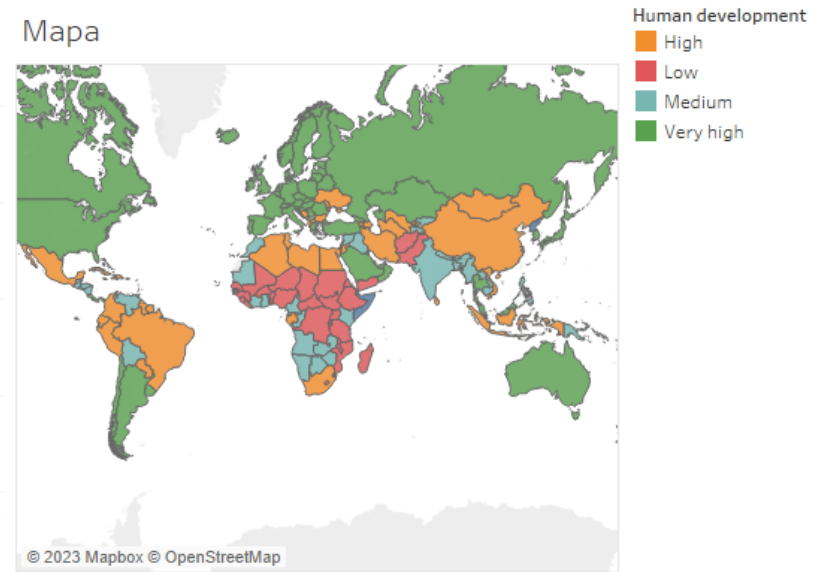 Mapa
Human development
High
Low
Medium
Very high
© 2023 Mapbox © OpenStreetMap